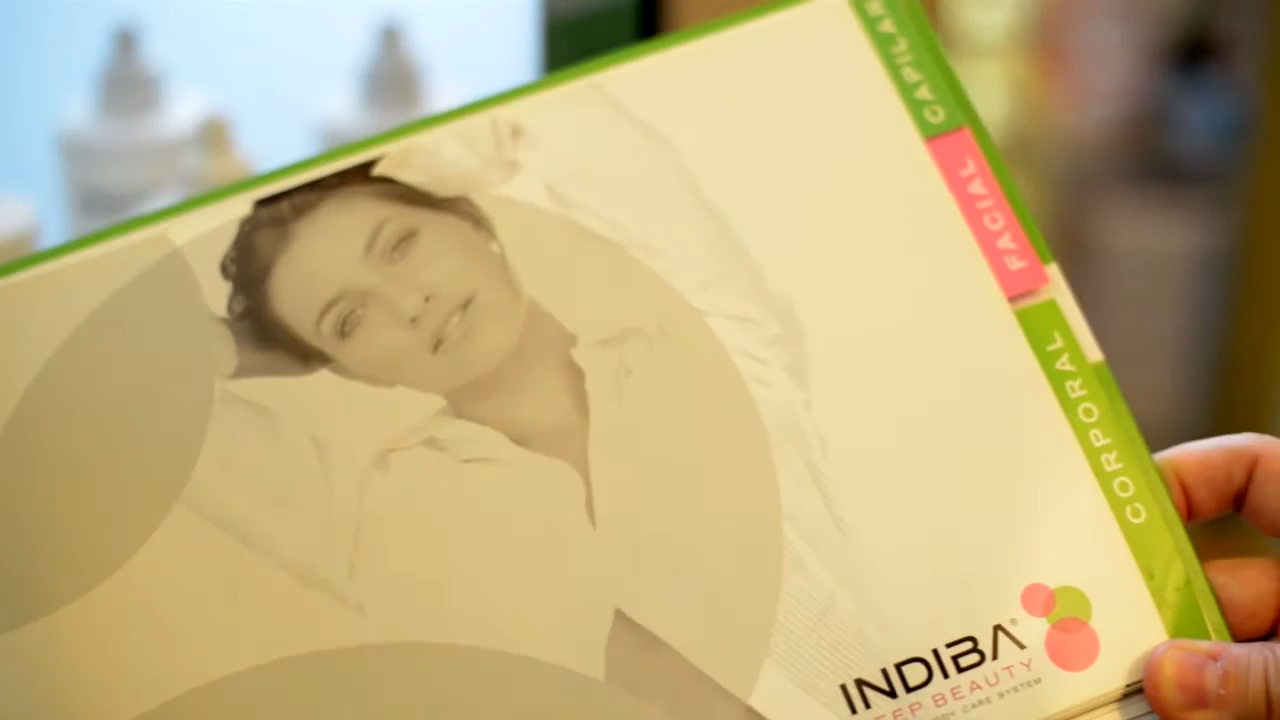 CAPILAR
FACIAL
CORPORAL
INDIBA®
DEEP BEAUTY
BODY CARE SYSTEM